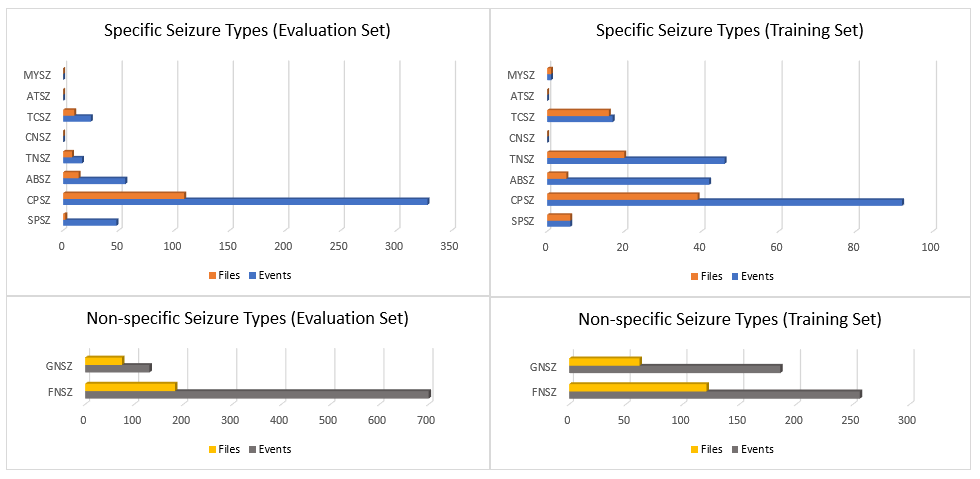 Specific Seizure Types (Evaluation Set)
MYSZ
ATSZ
TCSZ
CNSZ
TNSZ
ABSZ
CPSZ
SPSZ
0 50 100 150 200 250 300 350
Files Events
Specific Seizure Types (Training Set)
MYSZ
ATSZ
TCSZ
CNSZ
TNSZ
ABSZ
CPSZ
SPSZ
0 20 40 60 80 100
Files Events
Non-specific Seizure Types (Evaluation Set)
GNSZ
FNSZ
0 100 200 300 400 500 600 700
Files Events
Non-specific Seizure Types (Training Set)
GNSZ
FNSZ
0 50 100 150 200 250 300
Files Events